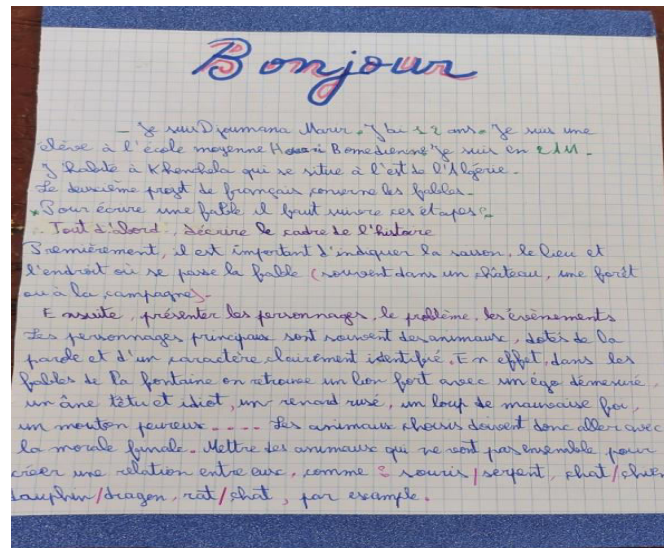 Bonjour
_ Je suis Djoumana Marir. J'ai 12 ans. Je suis une
élève à l'école moyenne Houari Bomedienne Je suis en 2AM.
J'habite à Khenchela qui se situe à l'est de l'Algérie.
Le deuxième projet de français concerne les fables.
Pour écrire une fable il faut suivre ces étapes :
Tout d'abord, décrire le cadre de l'histoire
Premièrement, il est important d'indiquer la saison, le lieu et
l'endroit où se passe la fable (souvent dans un château, une forêt
ou à la campagne).
Ensuite, présenter les personnages, le problème, les évènements
Les personnages principaux sont souvent des animaux, dotés de la
parole et d'un caractère clairement identifié. En effet, dans les
fables de la fontaine on retrouve un lion fort avec un égo démesuré,
un âne têtu et idiot, un renard rusé, un loup de mauvaise foi,
un mouton peureux.... Les animaux choisis doivent donc aller avec
la morale finale. Mettre des animaux qui ne vont pas ensemble pour
créer une relation entre eux, comme : souris/serpent, chat/chien
dauphin/dragon, rat/chat, par exemple.